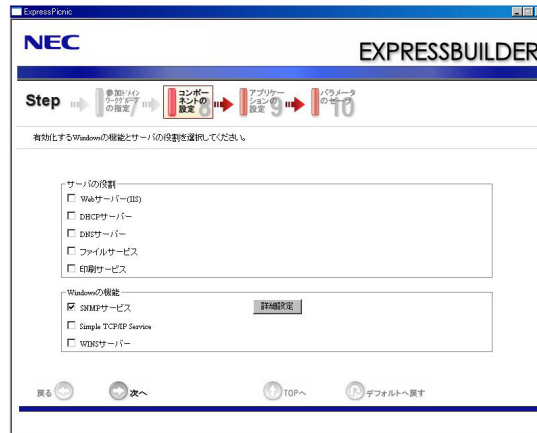 ExpressPicnic
NEC
EXPRESSBUILDER
Step
参加ドメイン
ワークグループ
の指定 7
コンポー
ネントの
設定 8
アプリケー
ションの
設定 9
パラメータ
のセーブ 10
有効化するWindowsの機能とサーバの役割を選択してください。
サーバの役割
Webサーバー(IIS)
DHCPサーバー
DNSサーバー
ファイルサービス
印刷サービス
Windowsの機能
SNMPサービス 詳細設定
Simple TCP/IP Service
WINSサーバー
戻る 次へ TOPへ デフォルトへ戻す